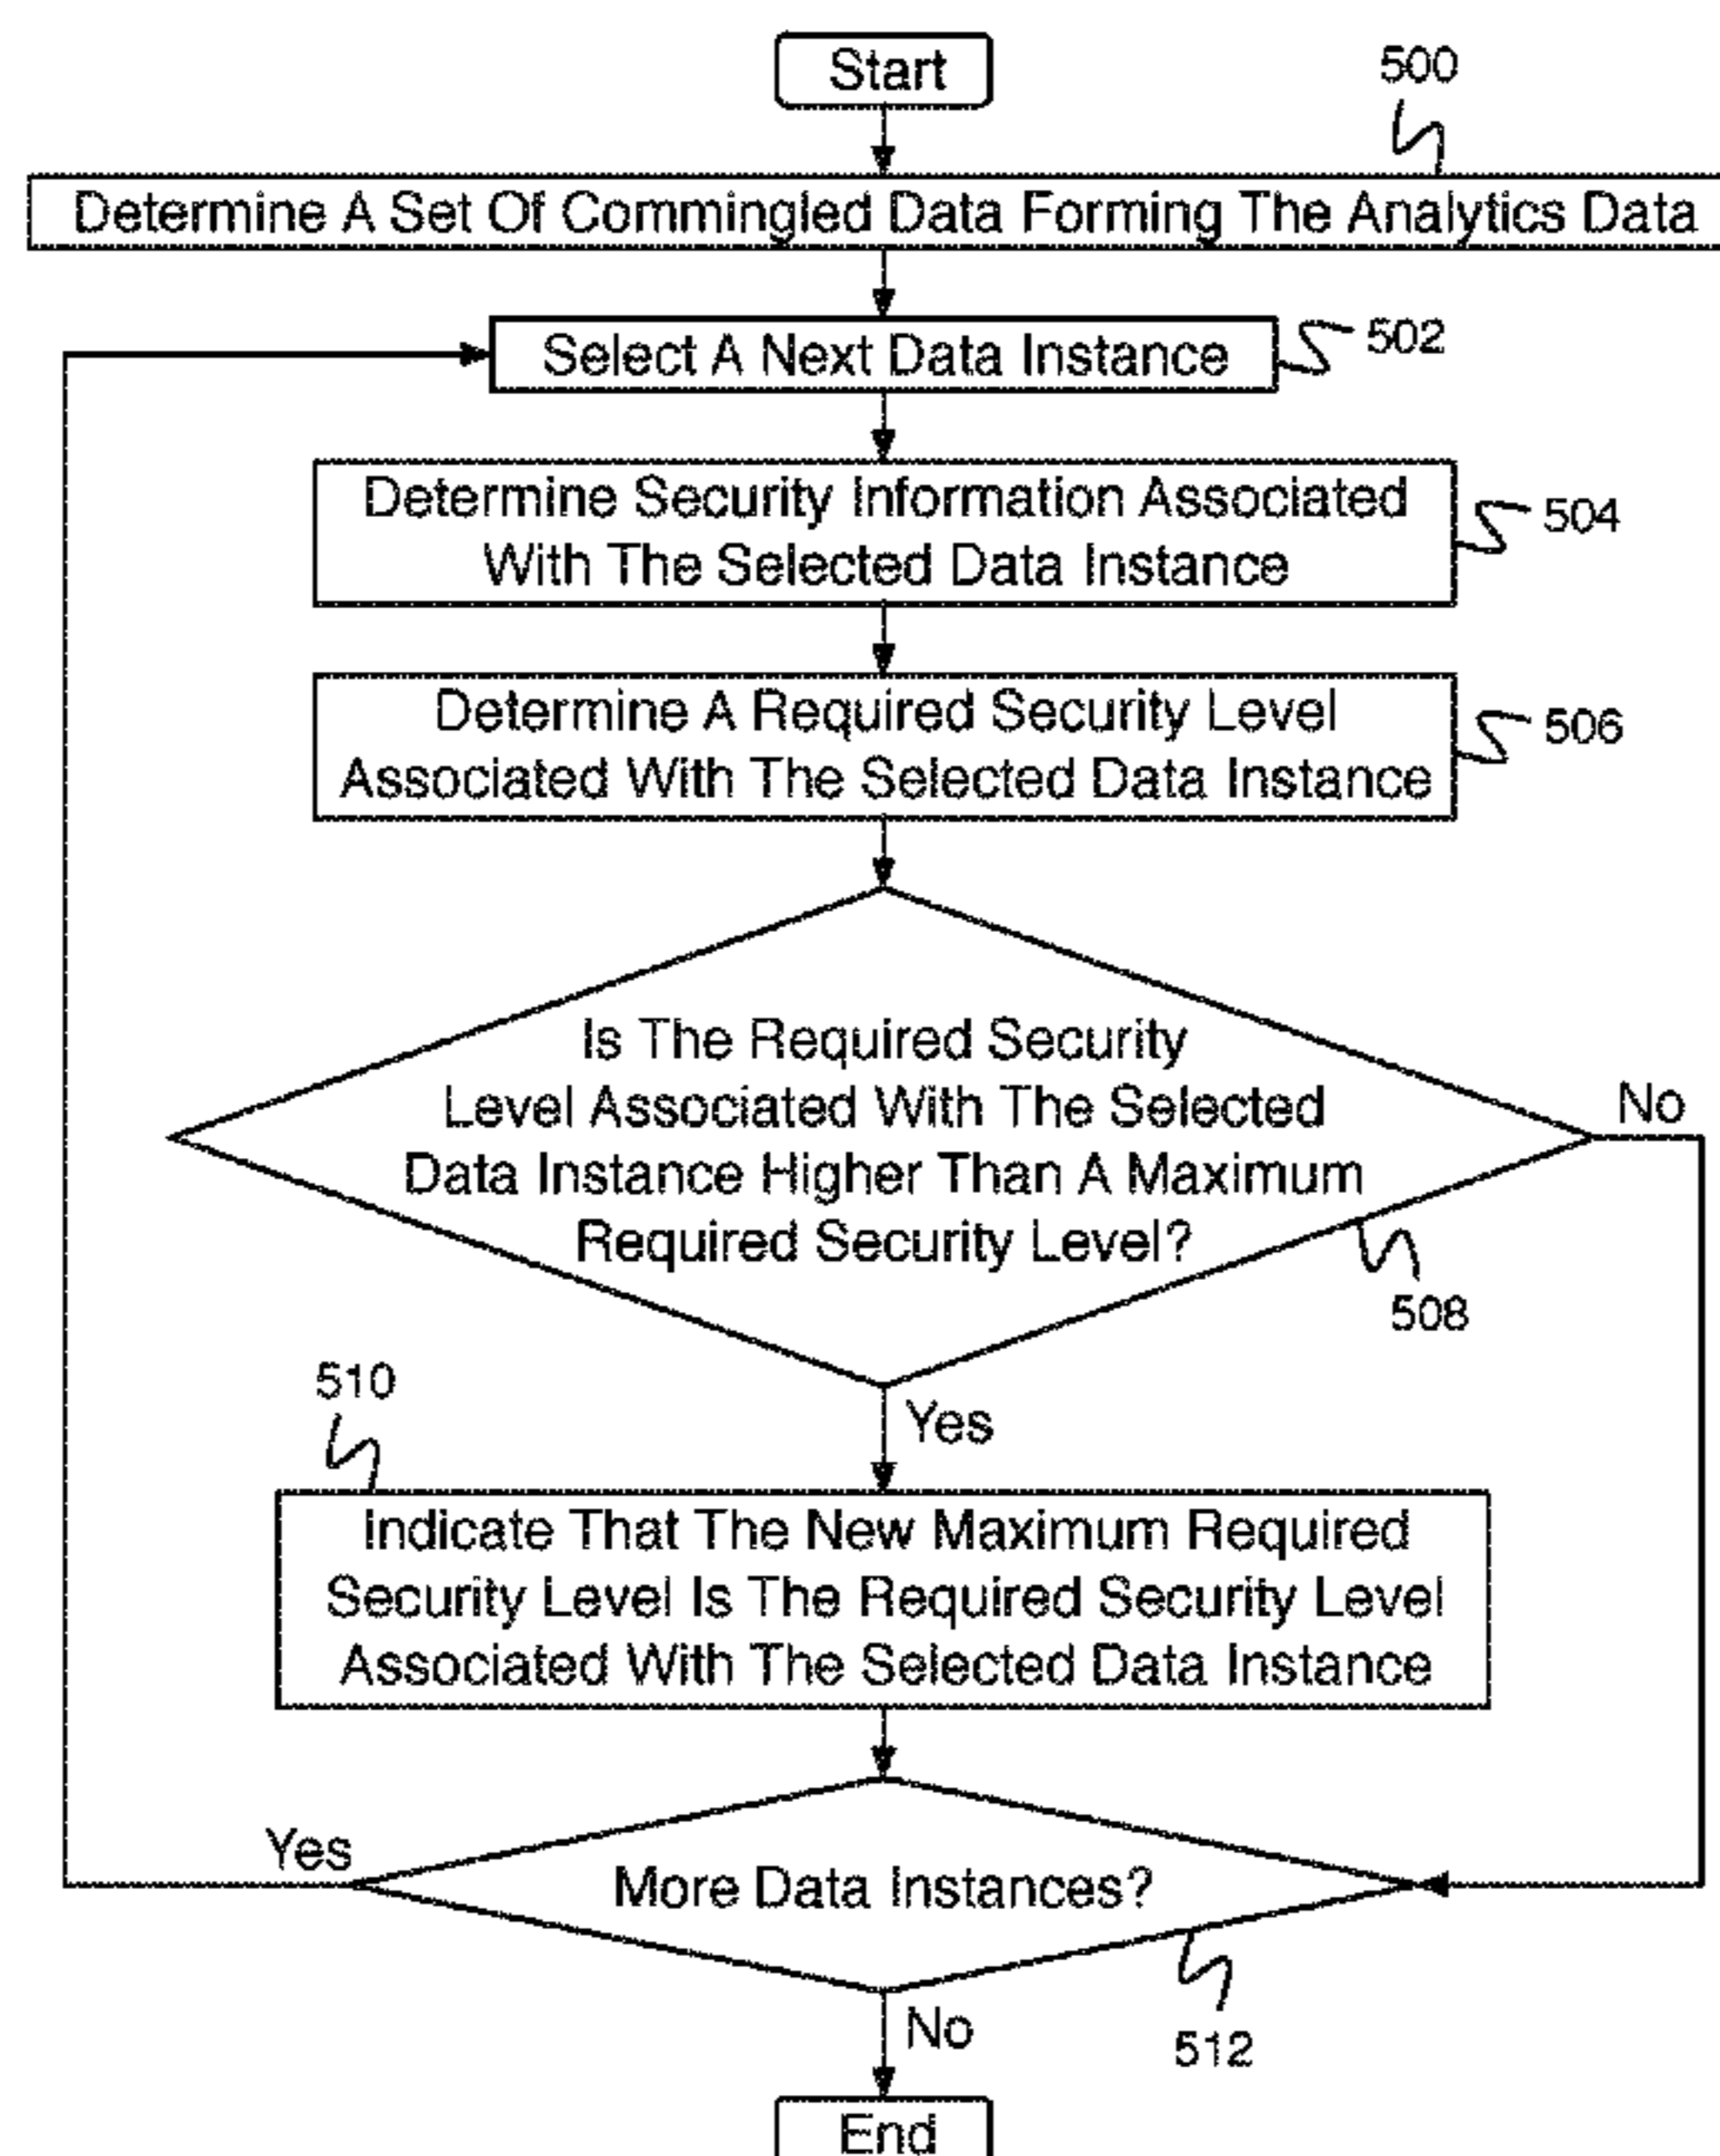 Start
500
Determine A Set Of Commingled Data Forming The Analytics Data
Select A Next Data Instance
502
Determine Security Information Associated
With The Selected Data Instance
504
Determine A Required Security Level
Associated With The Selected Data Instance
506
Is The Required Security
Level Associated With The Selected
Data Instance Higher Than A Maximum
Required Security Level?
No
508
Yes
510
Indicate That The New Maximum Required
Security Level Is The Required Security Level
Associated With The Selected Data Instance
Yes
More Data Instances?
512
No
End